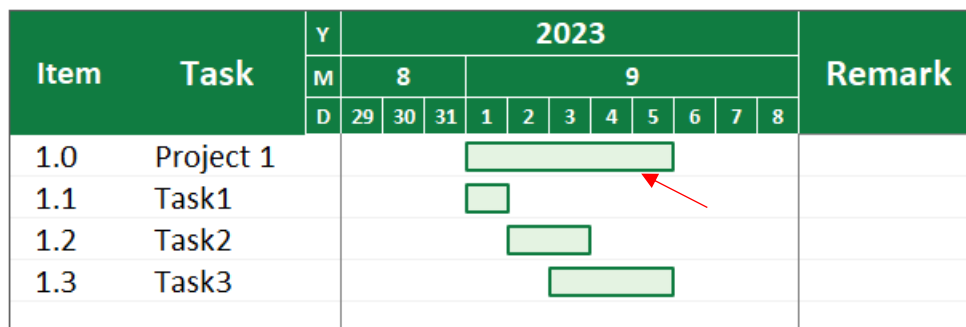 Item Task Y 2023 Remark
M 8 9
D 29 30 31 1 2 3 4 5 6 7 8
1.0 Project 1
1.1 Task1
1.2 Task2
1.3 Task3